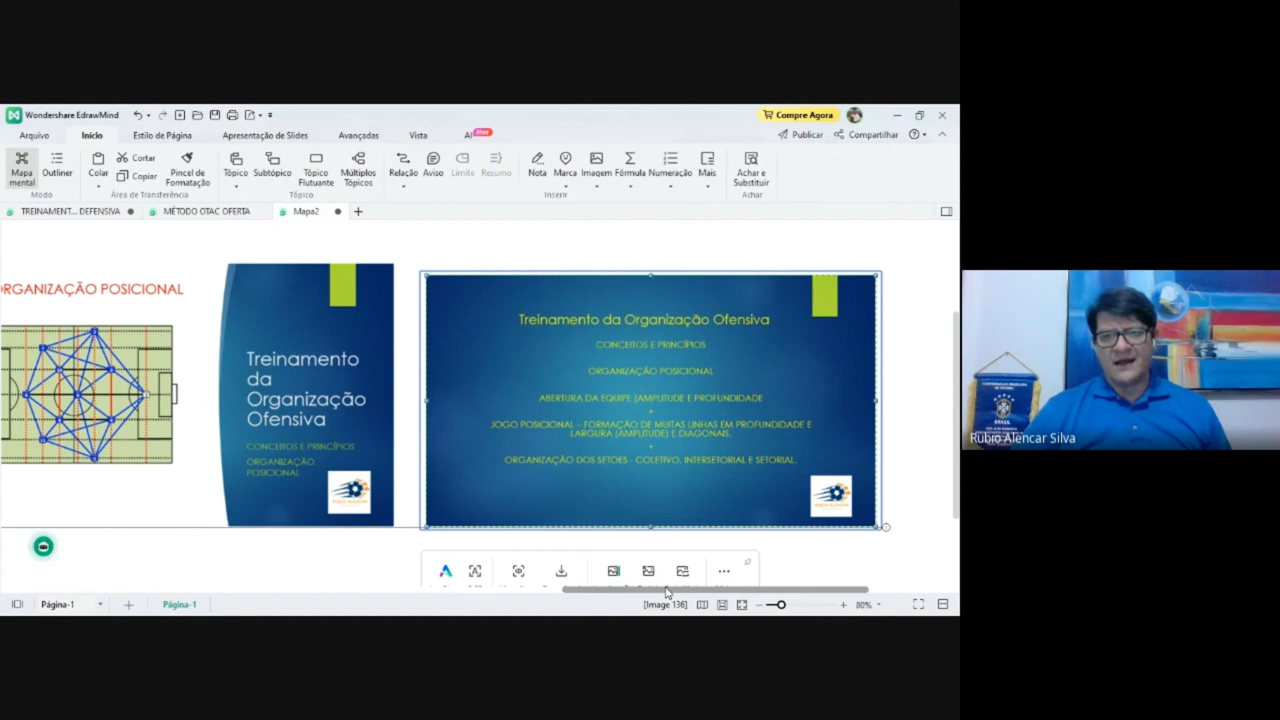 Wondershare EdrawMind
Compre Agora
Arquivo Início Estilo de Página Apresentação de Slides Avançadas Vista AI Hot
Publicar Compartilhar
Mapa mental
Outliner
Colar
Cortar
Copiar
Pincel de Formatação
Tópico
Subtópico
Tópico Flutuante
Múltiplos Tópicos
Relação
Aviso
Limite
Resumo
Nota
Marca
Imagem
Fórmula
Numeração
Mais
Achar e Substituir
Modo
Área de Transferência
Tópico
Inserir
Achar
TREINAMENT... DEFENSIVA
MÉTODO OTAC OFERTA
Mapa2
RGANIZAÇÃO POSICIONAL
Treinamento
da
Organização
Ofensiva
CONCEITOS E PRINCÍPIOS
ORGANIZAÇÃO
POSICIONAL
Treinamento da Organização Ofensiva
CONCEITOS E PRINCÍPIOS
ORGANIZAÇÃO POSICIONAL
ABERTURA DA EQUIPE (AMPLITUDE E PROFUNDIDADE
+
JOGO POSICIONAL – FORMAÇÃO DE MUITAS LINHAS EM PROFUNDIDADE E
LARGURA (AMPLITUDE) E DIAGONAIS.
+
ORGANIZAÇÃO DOS SETOES - COLETIVO, INTERSETORIAL E SETORIAL.
BRASIL
Rubio Alencar Silva
Página-1
Página-1
[Image 136]
80%